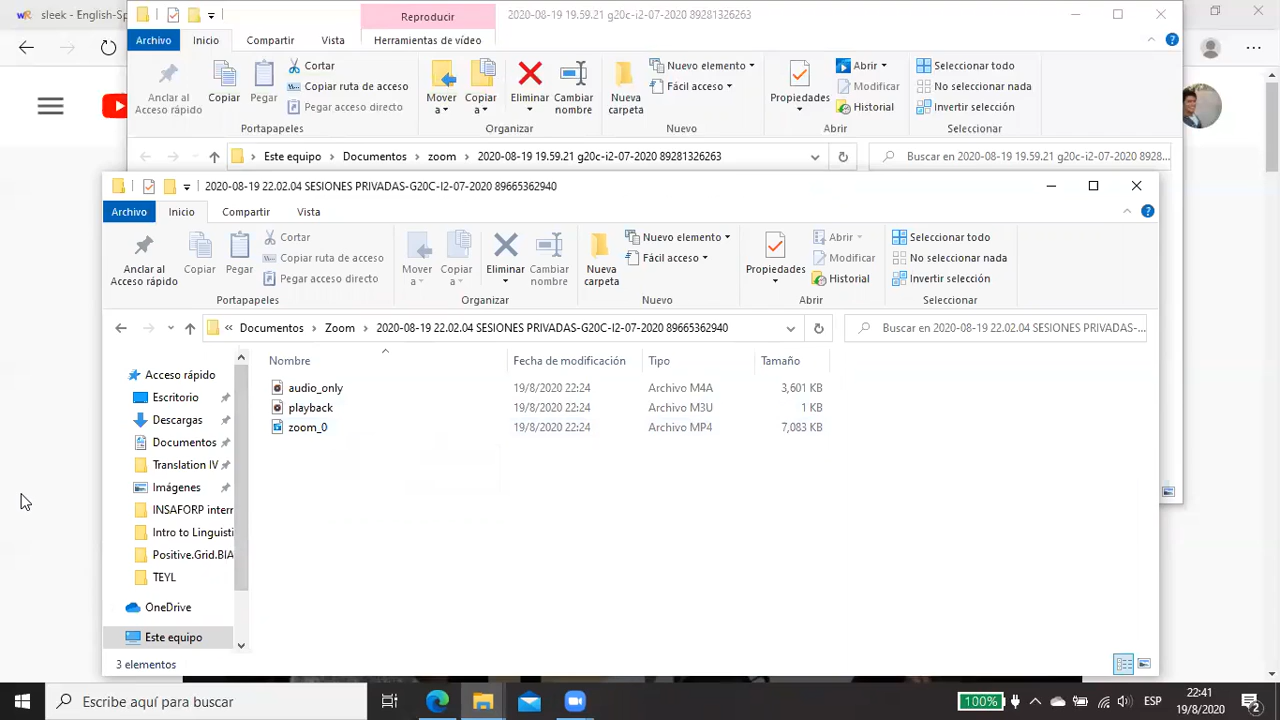 sleek - English-Sp
Reproducir
2020-08-19 19.59.21 g20c-i2-07-2020 89281326263
Archivo
Inicio
Compartir
Vista
Herramientas de vídeo
Anclar al
Acceso rápido
Copiar
Pegar
Cortar
Copiar ruta de acceso
Pegar acceso directo
Portapapeles
Mover
a
Copiar
a
Eliminar
Cambiar
nombre
Organizar
Nueva
carpeta
Nuevo elemento
Fácil acceso
Nuevo
Propiedades
Abrir
Modificar
Historial
Abrir
Seleccionar todo
No seleccionar nada
Invertir selección
Seleccionar
Este equipo
Documentos
zoom
2020-08-19 19.59.21 g20c-i2-07-2020 89281326263
Buscar en 2020-08-19 19.59.21 g20c-i2-07-2020 8928...
2020-08-19 22.02.04 SESIONES PRIVADAS-G20C-I2-07-2020 89665362940
Archivo
Inicio
Compartir
Vista
Anclar al
Acceso rápido
Copiar
Pegar
Cortar
Copiar ruta de acceso
Pegar acceso directo
Portapapeles
Mover
a
Copiar
a
Eliminar
Cambiar
nombre
Organizar
Nueva
carpeta
Nuevo elemento
Fácil acceso
Nuevo
Propiedades
Abrir
Modificar
Historial
Abrir
Seleccionar todo
No seleccionar nada
Invertir selección
Seleccionar
« Documentos
Zoom
2020-08-19 22.02.04 SESIONES PRIVADAS-G20C-I2-07-2020 89665362940
Buscar en 2020-08-19 22.02.04 SESIONES PRIVADAS-...
Nombre
Fecha de modificación
Tipo
Tamaño
audio_only 19/8/2020 22:24 Archivo M4A 3,601 KB
playback 19/8/2020 22:24 Archivo M3U 1 KB
zoom_0 19/8/2020 22:24 Archivo MP4 7,083 KB
Acceso rápido
Escritorio
Descargas
Documentos
Translation IV
Imágenes
INSAFORP intern
Intro to Linguisti
Positive.Grid.BIA
TEYL
OneDrive
Este equipo
3 elementos
Escribe aquí para buscar
100%
ESP
22:41
19/8/2020
2